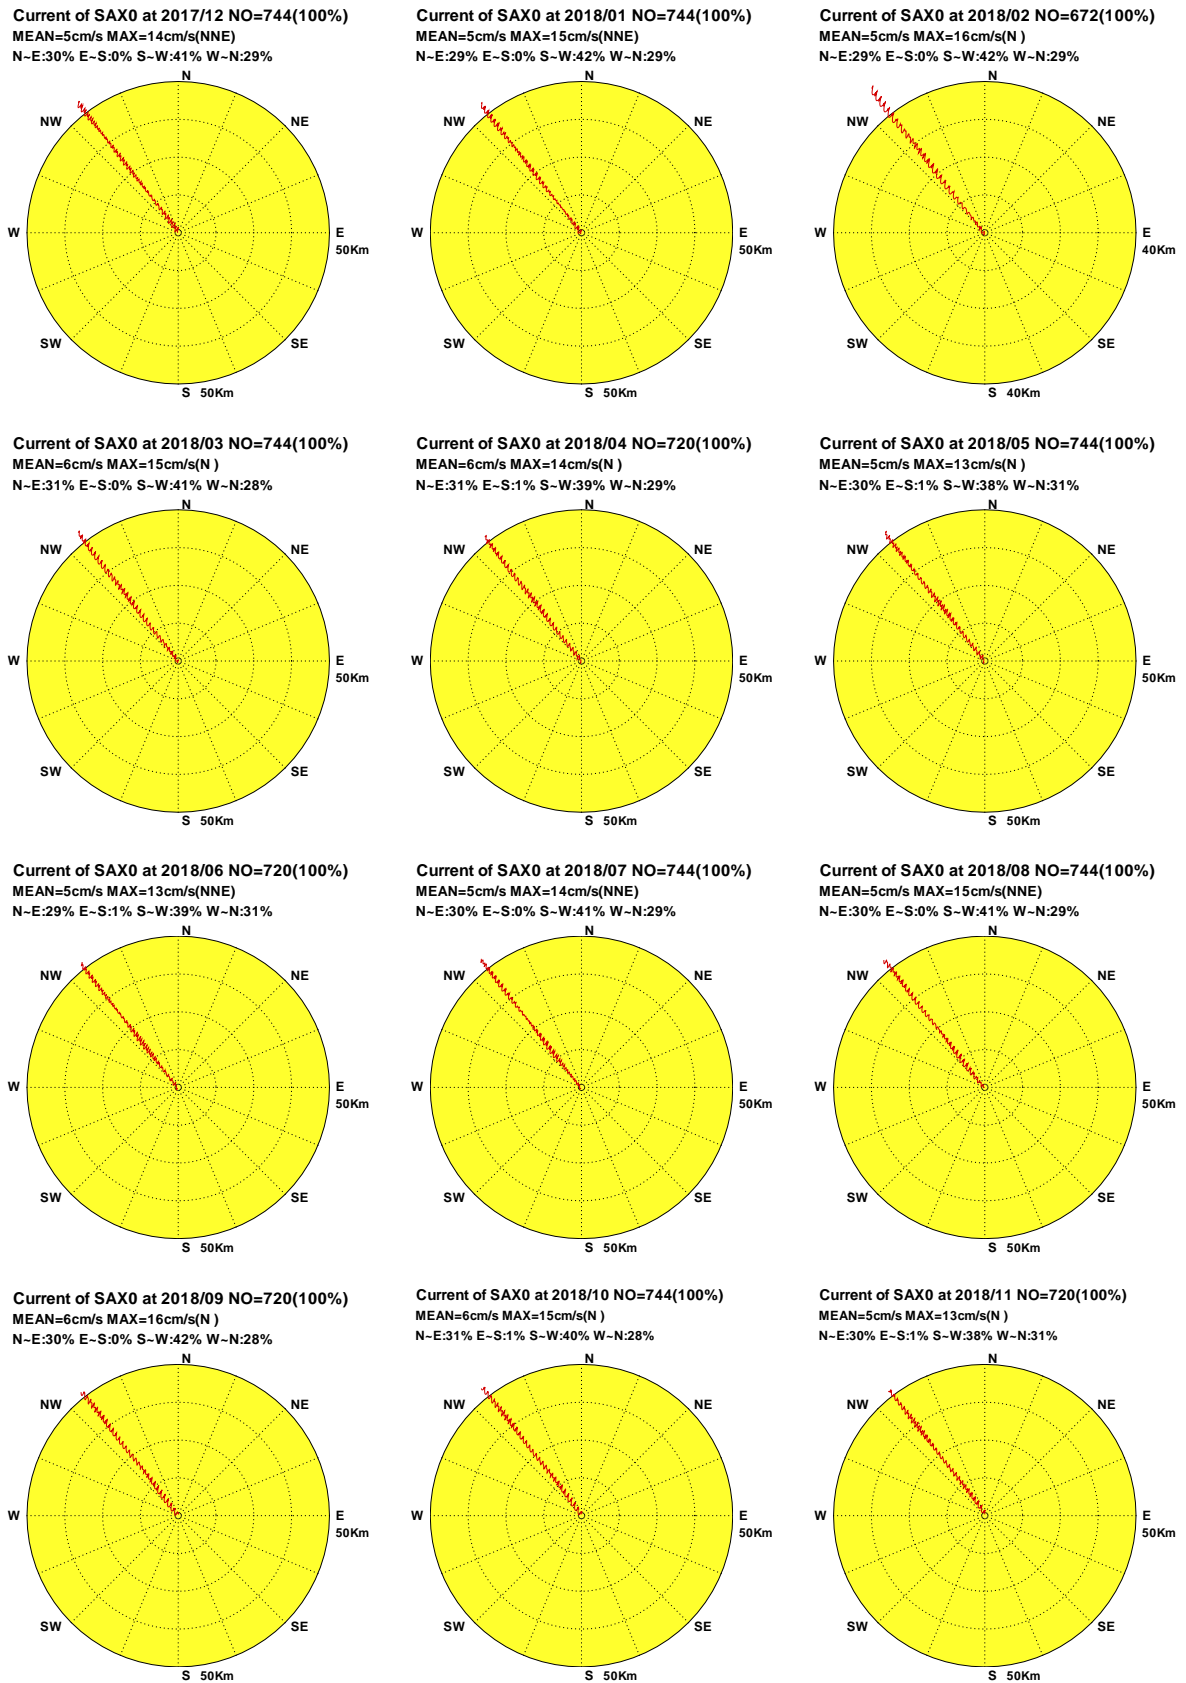 Current of SAX0 at 2017/12 NO=744(100%)
MEAN=5cm/s MAX=14cm/s(NNE)
N~E:30% E~S:0% S~W:41% W~N:29%
N
NW
NE
W
E
50Km
SW
SE
S 50Km
Current of SAX0 at 2018/01 NO=744(100%)
MEAN=5cm/s MAX=15cm/s(NNE)
N~E:29% E~S:0% S~W:42% W~N:29%
N
NW
NE
W
E
50Km
SW
SE
S 50Km
Current of SAX0 at 2018/02 NO=672(100%)
MEAN=5cm/s MAX=16cm/s(N )
N~E:29% E~S:0% S~W:42% W~N:29%
N
NW
NE
W
E
40Km
SW
SE
S 40Km
Current of SAX0 at 2018/03 NO=744(100%)
MEAN=6cm/s MAX=15cm/s(N )
N~E:31% E~S:0% S~W:41% W~N:28%
N
NW
NE
W
E
50Km
SW
SE
S 50Km
Current of SAX0 at 2018/04 NO=720(100%)
MEAN=6cm/s MAX=14cm/s(N )
N~E:31% E~S:1% S~W:39% W~N:29%
N
NW
NE
W
E
50Km
SW
SE
S 50Km
Current of SAX0 at 2018/05 NO=744(100%)
MEAN=5cm/s MAX=13cm/s(N )
N~E:30% E~S:1% S~W:38% W~N:31%
N
NW
NE
W
E
50Km
SW
SE
S 50Km
Current of SAX0 at 2018/06 NO=720(100%)
MEAN=5cm/s MAX=13cm/s(NNE)
N~E:29% E~S:1% S~W:39% W~N:31%
N
NW
NE
W
E
50Km
SW
SE
S 50Km
Current of SAX0 at 2018/07 NO=744(100%)
MEAN=5cm/s MAX=14cm/s(NNE)
N~E:30% E~S:0% S~W:41% W~N:29%
N
NW
NE
W
E
50Km
SW
SE
S 50Km
Current of SAX0 at 2018/08 NO=744(100%)
MEAN=5cm/s MAX=15cm/s(NNE)
N~E:30% E~S:0% S~W:41% W~N:29%
N
NW
NE
W
E
50Km
SW
SE
S 50Km
Current of SAX0 at 2018/09 NO=720(100%)
MEAN=6cm/s MAX=16cm/s(N )
N~E:30% E~S:0% S~W:42% W~N:28%
N
NW
NE
W
E
50Km
SW
SE
S 50Km
Current of SAX0 at 2018/10 NO=744(100%)
MEAN=6cm/s MAX=15cm/s(N )
N~E:31% E~S:1% S~W:40% W~N:28%
N
NW
NE
W
E
50Km
SW
SE
S 50Km
Current of SAX0 at 2018/11 NO=720(100%)
MEAN=5cm/s MAX=13cm/s(N )
N~E:30% E~S:1% S~W:38% W~N:31%
N
NW
NE
W
E
50Km
SW
SE
S 50Km